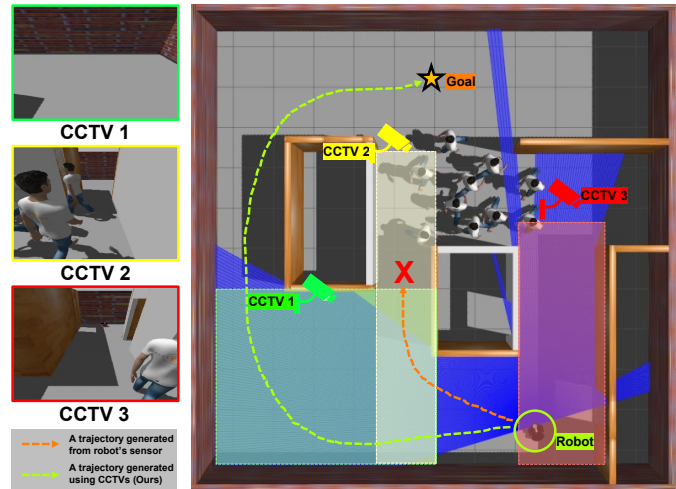 CCTV 1
CCTV 2
CCTV 3
A trajectory generated
from robot's sensor
A trajectory generated
using CCTVs (Ours)
Goal
CCTV 2
CCTV 3
X
CCTV 1
Robot